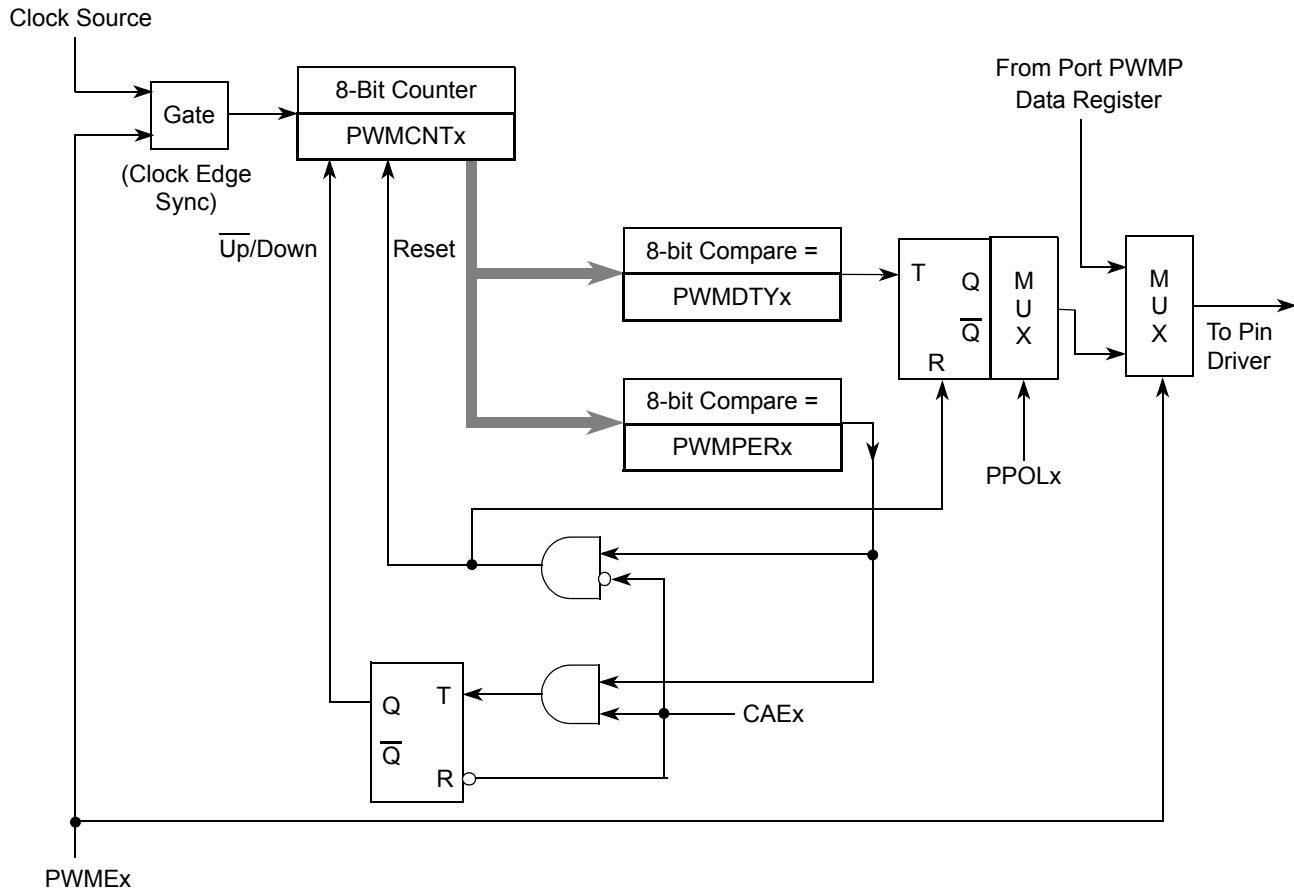 Clock Source
Gate
(Clock Edge
Sync)
8-Bit Counter
PWMCNTx
From Port PWMP
Data Register
U̅p̅/Down
Reset
8-bit Compare =
PWMDTYx
T
Q
Q̅
R
M
U
X
M
U
X
To Pin
Driver
8-bit Compare =
PWMPERx
PPOLx
Q
T
Q̅
R
CAEx
PWMEx